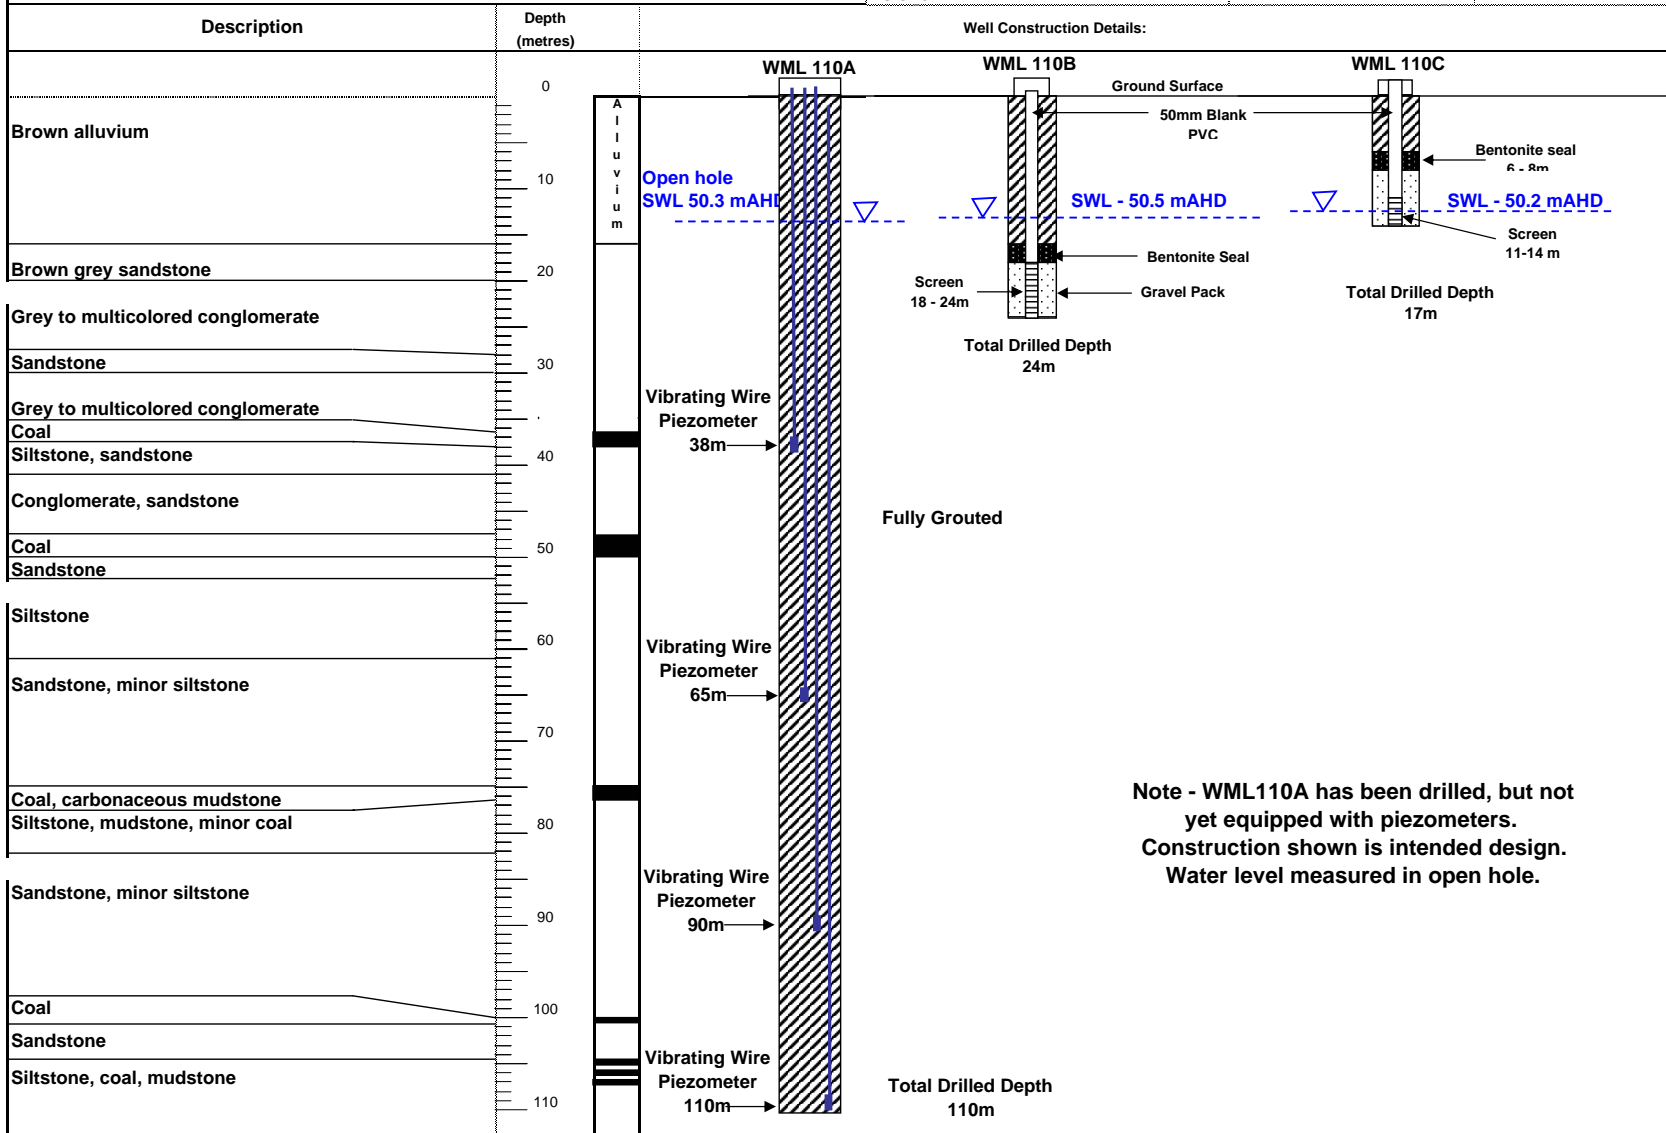 Description
Depth
(metres)
Well Construction Details:
WML 110A
WML 110B
WML 110C
0
Ground Surface
A
l
l
u
v
i
u
m
Brown alluvium
50mm Blank
PVC
Bentonite seal
6 - 8m
10
Open hole
SWL 50.3 mAHD
SWL - 50.5 mAHD
SWL - 50.2 mAHD
Screen
11-14 m
Brown grey sandstone
20
Bentonite Seal
Screen
18 - 24m
Gravel Pack
Total Drilled Depth
17m
Grey to multicolored conglomerate
Total Drilled Depth
24m
Sandstone
30
Grey to multicolored conglomerate
Vibrating Wire
Piezometer
38m
Coal
Siltstone, sandstone
40
Conglomerate, sandstone
Fully Grouted
Coal
50
Sandstone
Siltstone
60
Vibrating Wire
Piezometer
65m
Sandstone, minor siltstone
70
Coal, carbonaceous mudstone
Siltstone, mudstone, minor coal
80
Note - WML110A has been drilled, but not
yet equipped with piezometers.
Construction shown is intended design.
Water level measured in open hole.
Sandstone, minor siltstone
90
Vibrating Wire
Piezometer
90m
Coal
100
Sandstone
Siltstone, coal, mudstone
110
Vibrating Wire
Piezometer
110m
Total Drilled Depth
110m